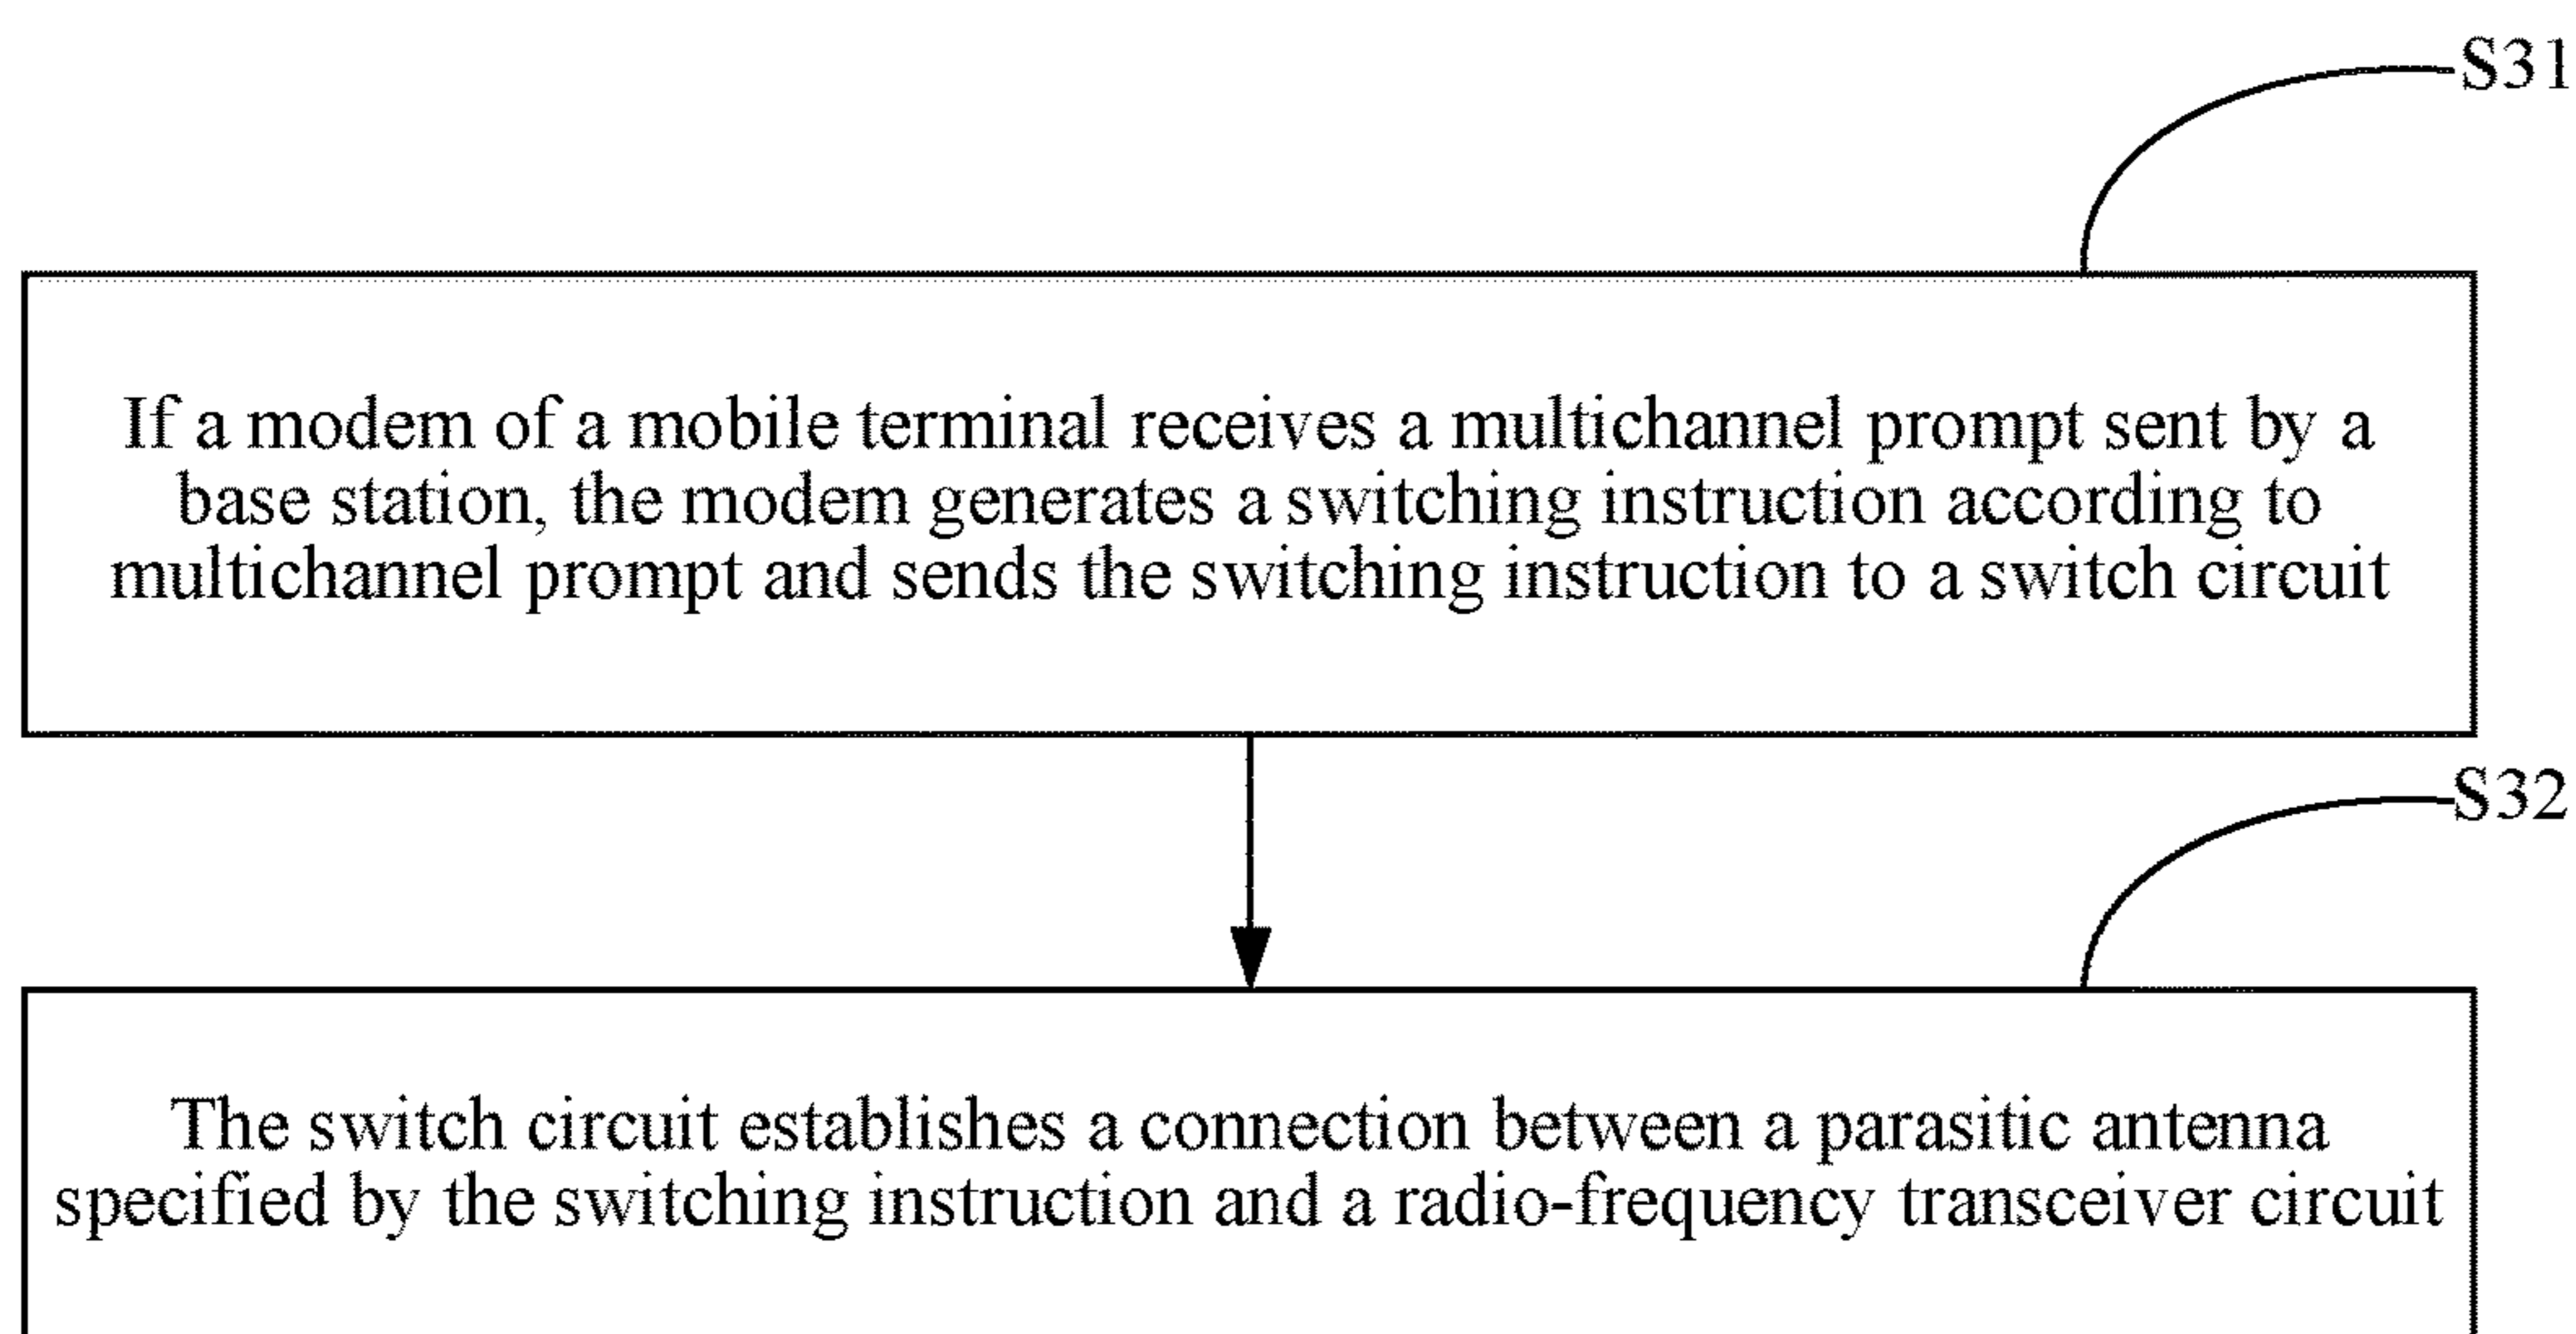 S31
If a modem of a mobile terminal receives a multichannel prompt sent by a
base station, the modem generates a switching instruction according to
multichannel prompt and sends the switching instruction to a switch circuit
S32
The switch circuit establishes a connection between a parasitic antenna
specified by the switching instruction and a radio-frequency transceiver circuit